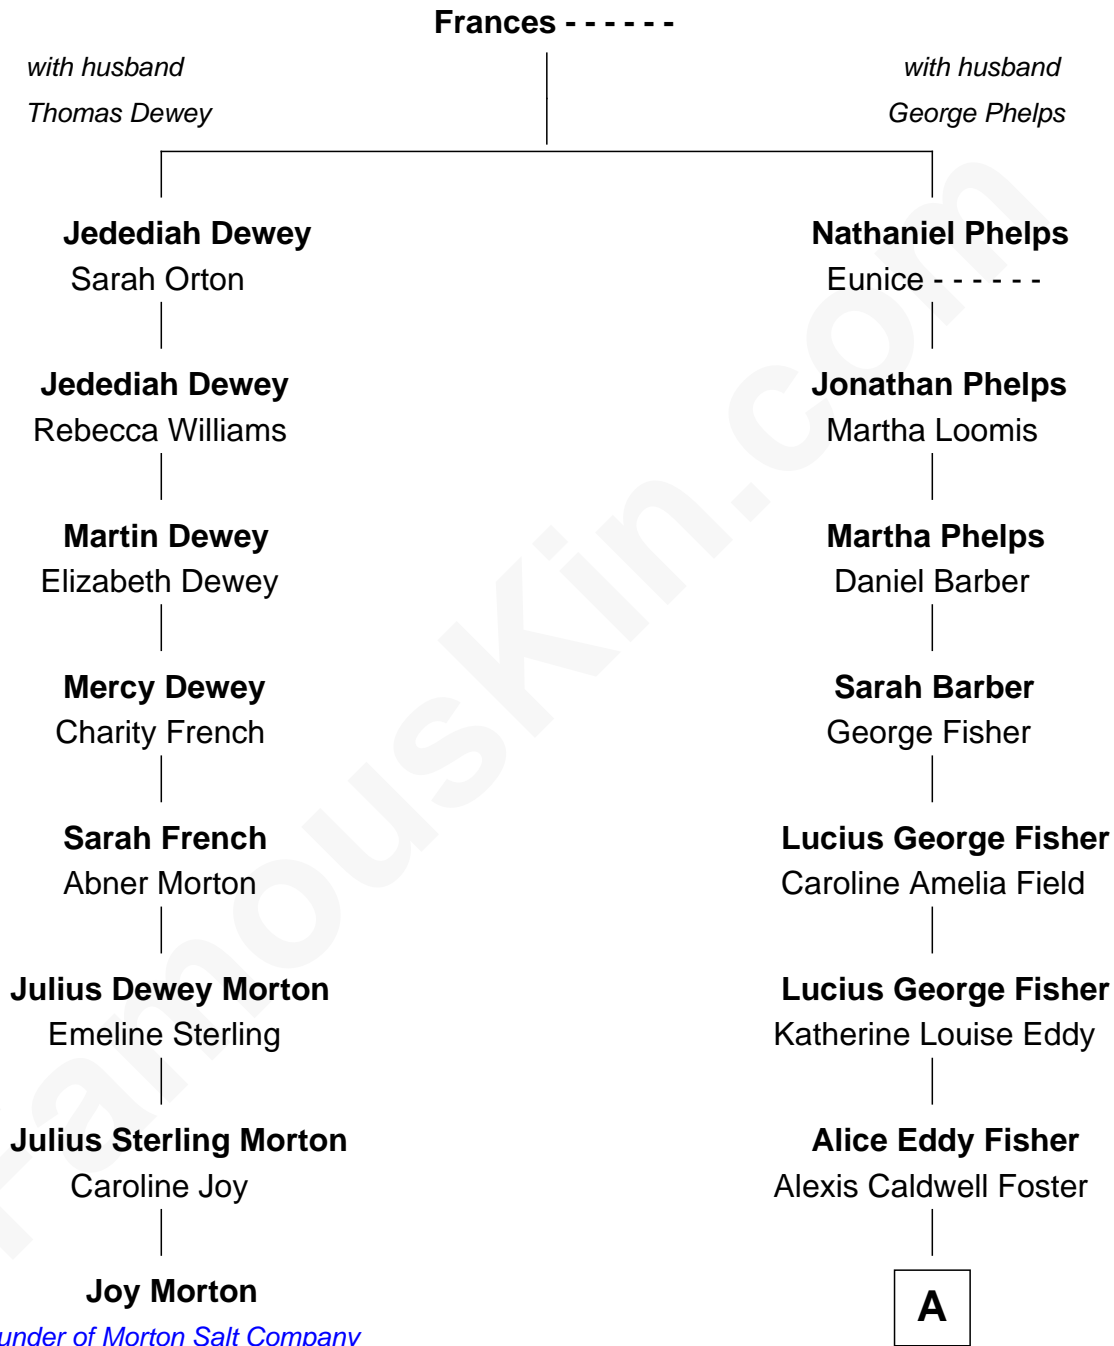 Frances - - - - - -
with husband
Thomas Dewey
with husband
George Phelps
Jedediah Dewey
Sarah Orton
Nathaniel Phelps
Eunice - - - - - -
Jedediah Dewey
Rebecca Williams
Jonathan Phelps
Martha Loomis
Martin Dewey
Elizabeth Dewey
Martha Phelps
Daniel Barber
Mercy Dewey
Charity French
Sarah Barber
George Fisher
Sarah French
Abner Morton
Lucius George Fisher
Caroline Amelia Field
Julius Dewey Morton
Emeline Sterling
Lucius George Fisher
Katherine Louise Eddy
Julius Sterling Morton
Caroline Joy
Alice Eddy Fisher
Alexis Caldwell Foster
Joy Morton
under of Morton Salt Company
A
FamousKin.com